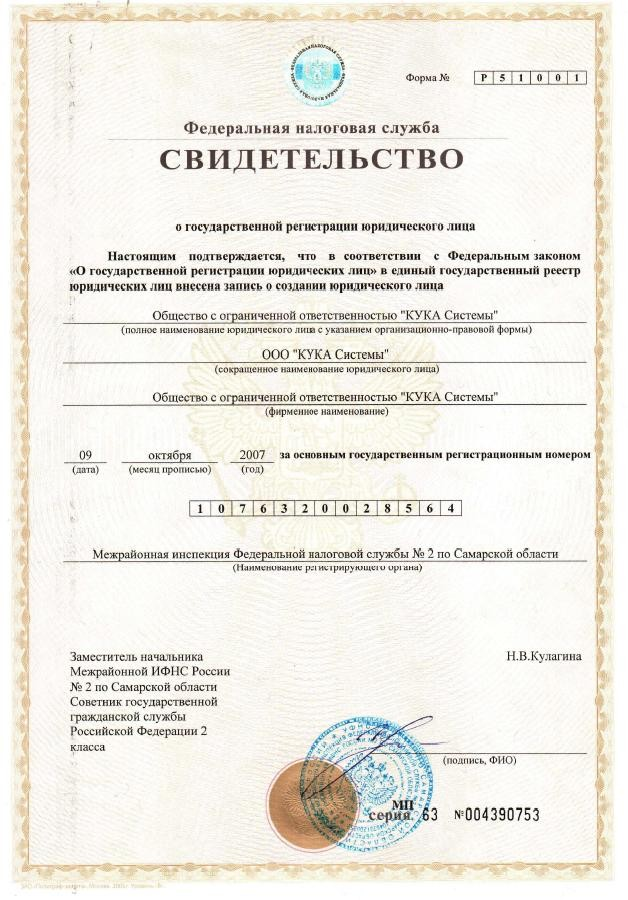 Форма № Р 5 1 0 0 1
Федеральная налоговая служба
СВИДЕТЕЛЬСТВО
о государственной регистрации юридического лица
Настоящим подтверждается, что в соответствии с Федеральным законом
«О государственной регистрации юридических лиц» в единый государственный реестр
юридических лиц внесена запись о создании юридического лица
Общество с ограниченной ответственностью "КУКА Системы"
(полное наименование юридического лица с указанием организационно-правовой формы)
ООО "КУКА Системы"
(сокращенное наименование юридического лица)
Общество с ограниченной ответственностью "КУКА Системы"
(фирменное наименование)
09 октября 2007 за основным государственным регистрационным номером
(дата) (месяц прописью) (год)
1 0 7 6 3 2 0 0 2 8 5 6 4
Межрайонная инспекция Федеральной налоговой службы № 2 по Самарской области
(Наименование регистрирующего органа)
Заместитель начальника
Межрайонной ИФНС России
№ 2 по Самарской области
Советник государственной
гражданской службы
Российской Федерации 2
класса
Н.В.Кулагина
(подпись, ФИО)
МП
серия 63 №004390753